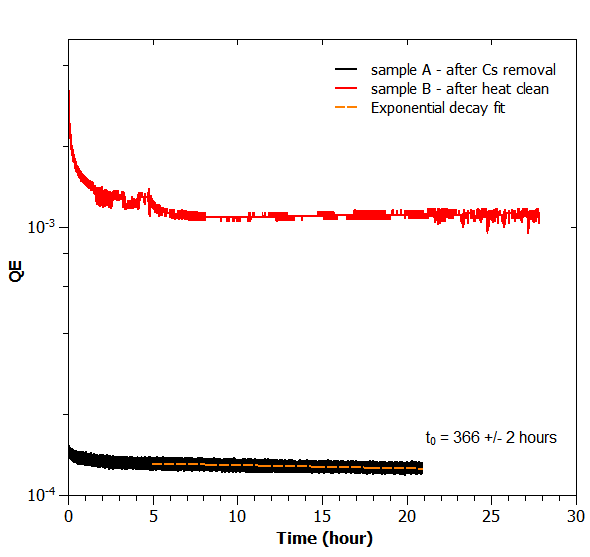 sample A - after Cs removal
sample B - after heat clean
Exponential decay fit
10⁻³
QE
t₀ = 366 +/- 2 hours
10⁻⁴
0 5 10 15 20 25 30
Time (hour)